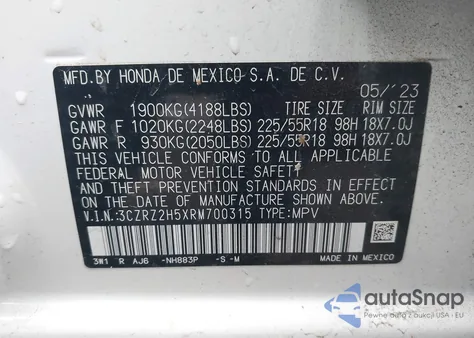 MFD.BY HONDA DE MEXICO S.A. DE C.V.
05/'23
GVWR 1900KG(4188LBS) TIRE SIZE RIM SIZE
GAWR F 1020KG(2248LBS) 225/55R18 98H 18X7.0J
GAWR R 930KG(2050LBS) 225/55R18 98H 18X7.0J
THIS VEHICLE CONFORMS TO ALL APPLICABLE
FEDERAL MOTOR VEHICLE SAFETY
AND THEFT PREVENTION STANDARDS IN EFFECT
ON THE DATE OF MANUFACTURE SHOWN ABOVE.
V.I.N:3CZRZ2H5XRM700315 TYPE:MPV
3W1 R AJ6 -NH883P -S -M MADE IN MEXICO
autoSnap
AUCTIONS - USA - EU